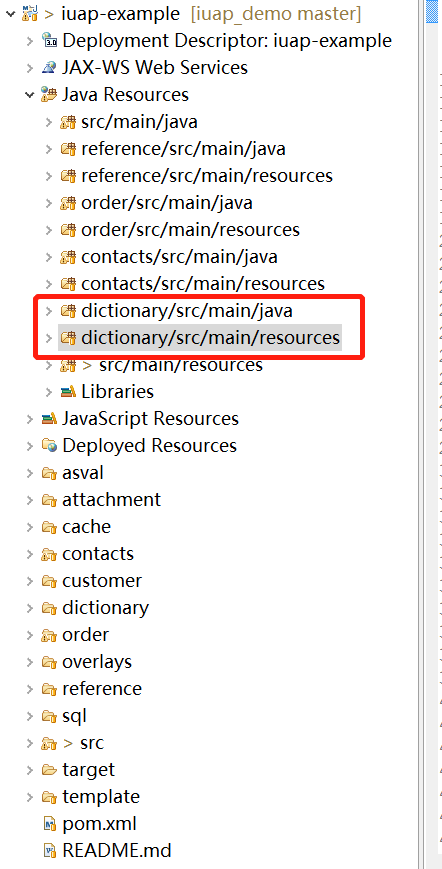 > iuap-example [iuap_demo master]
Deployment Descriptor: iuap-example
JAX-WS Web Services
Java Resources
src/main/java
reference/src/main/java
reference/src/main/resources
order/src/main/java
order/src/main/resources
contacts/src/main/java
contacts/src/main/resources
dictionary/src/main/java
dictionary/src/main/resources
> src/main/resources
Libraries
JavaScript Resources
Deployed Resources
asval
attachment
cache
contacts
customer
dictionary
order
overlays
reference
sql
> src
target
template
pom.xml
README.md